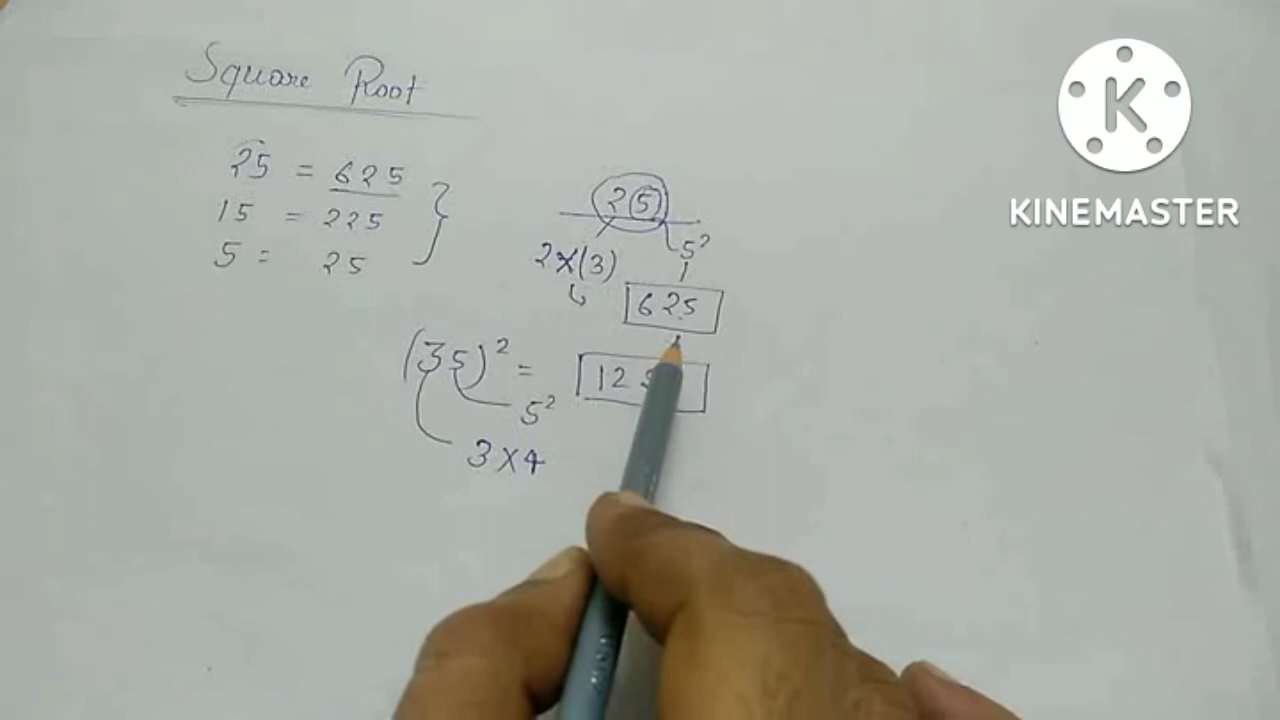 Square Root
25 = 625
15 = 225
5 = 25
25
5²
2×(3)
6
625
(35)² =
12
5²
3×4
K
KINEMASTER